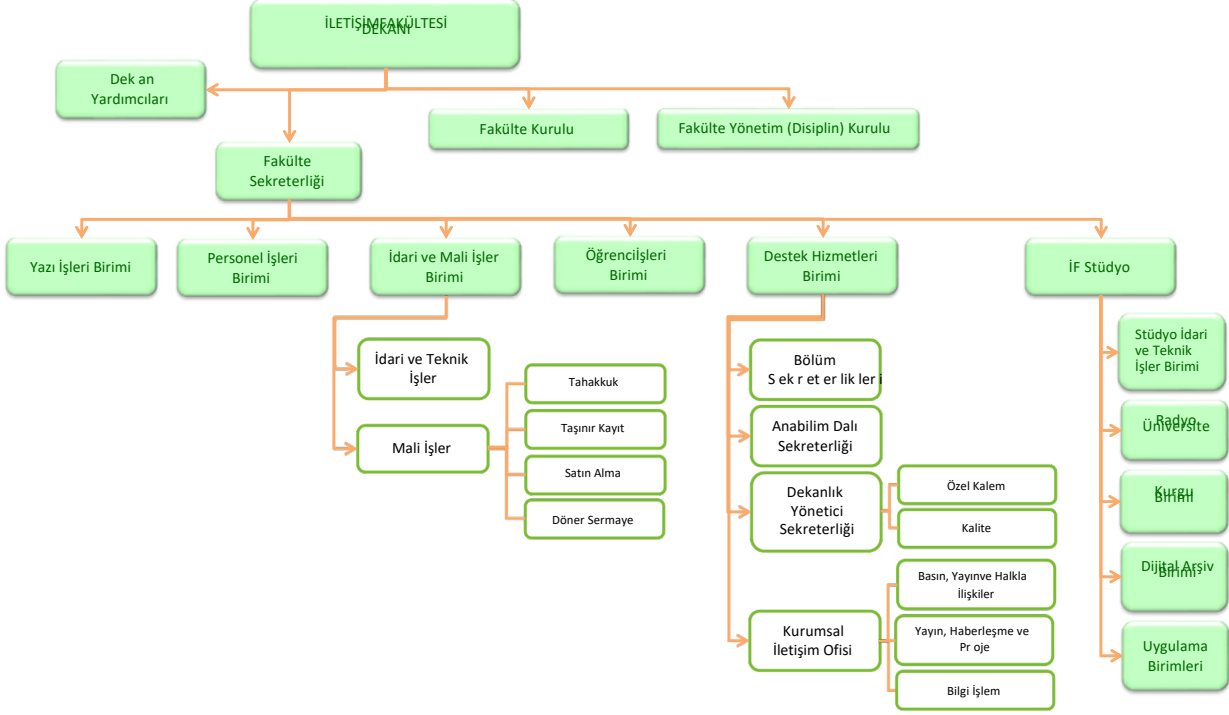 İLETİŞİMFAKÜLTESİ
DEKANI
Dek an
Yardımcıları
Fakülte Kurulu
Fakülte Yönetim (Disiplin) Kurulu
Fakülte
Sekreterliği
Yazı İşleri Birimi
Personel İşleri
Birimi
İdari ve Mali İşler
Birimi
Öğrenciİşleri
Birimi
Destek Hizmetleri
Birimi
İF Stüdyo
İdari ve Teknik
İşler
Mali İşler
Tahakkuk
Taşınır Kayıt
Satın Alma
Döner Sermaye
Bölüm
S ek r et er lik ler i
Anabilim Dalı
Sekreterliği
Dekanlık
Yönetici
Sekreterliği
Özel Kalem
Kalite
Kurumsal
İletişim Ofisi
Basın, Yayınve Halkla
İlişkiler
Yayın, Haberleşme ve
Pr oje
Bilgi İşlem
Stüdyo İdari
ve Teknik
İşler Birimi
Radyo
Ünivesite
Kurgu
Birimi
Dijital Arşiv
Birimi
Uygulama
Birimleri